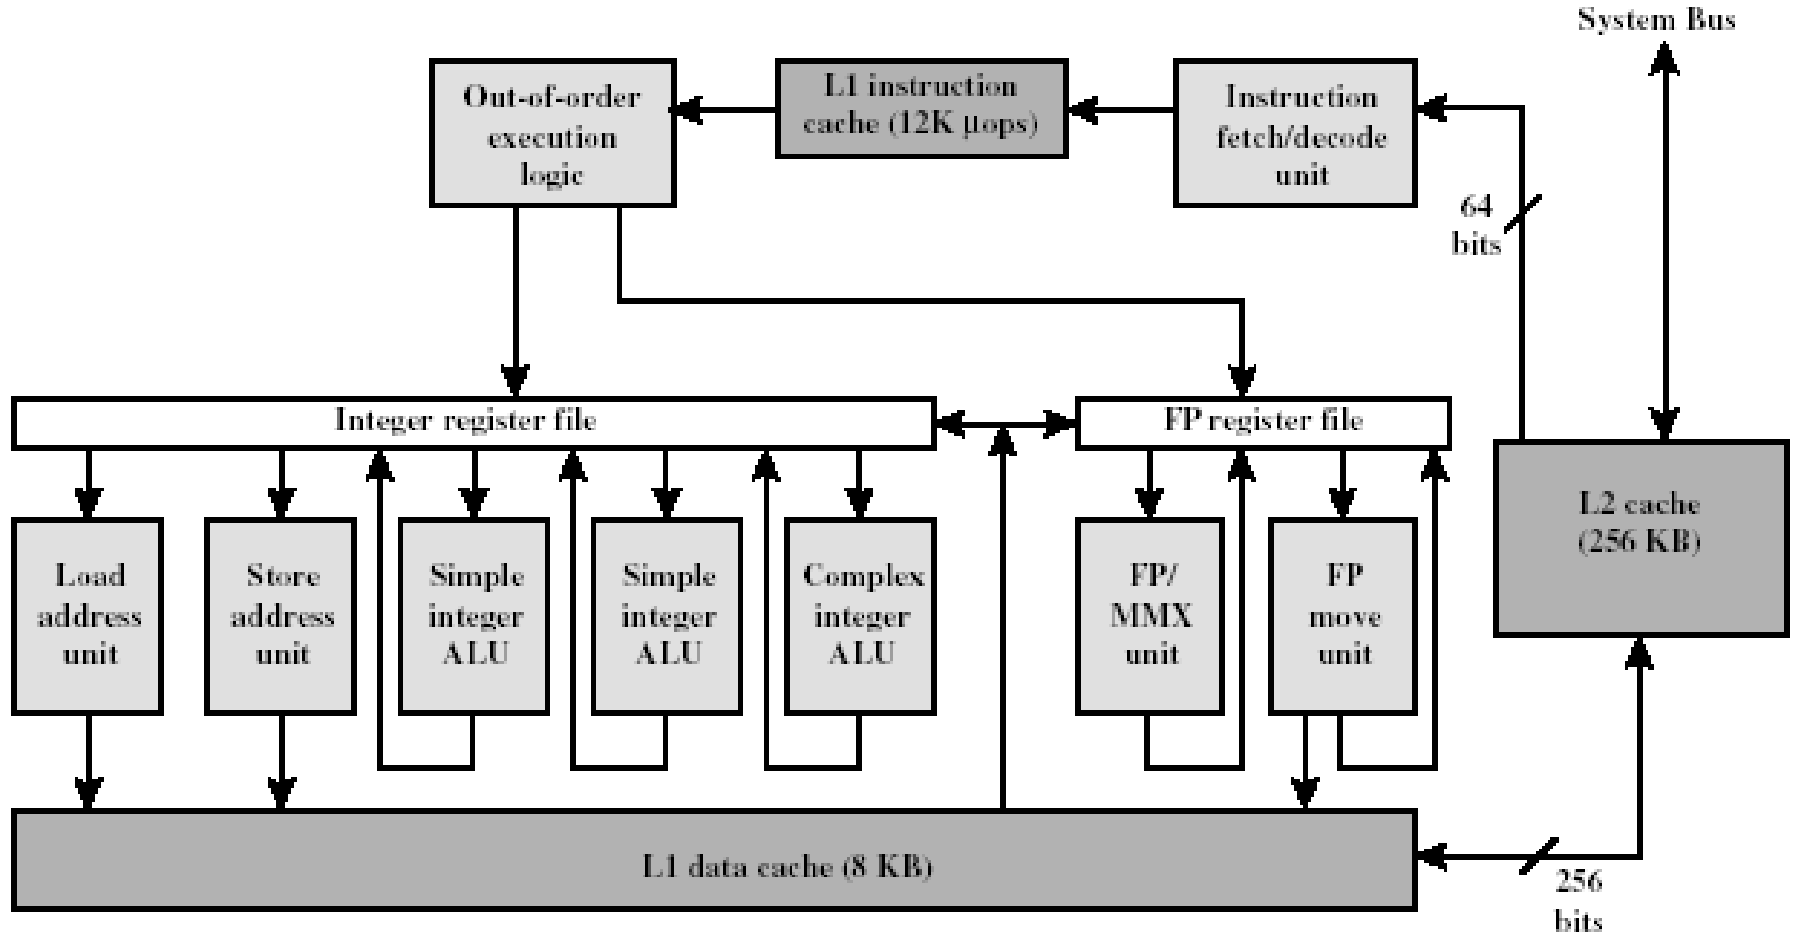 System Bus
Out-of-order
execution
logic
L1 instruction
cache (12K μops)
Instruction
fetch/decode
unit
64
bits
Integer register file
FP register file
L2 cache
(256 KB)
Load
address
unit
Store
address
unit
Simple
integer
ALU
Simple
integer
ALU
Complex
integer
ALU
FP/
MMX
unit
FP
move
unit
L1 data cache (8 KB)
256
bits